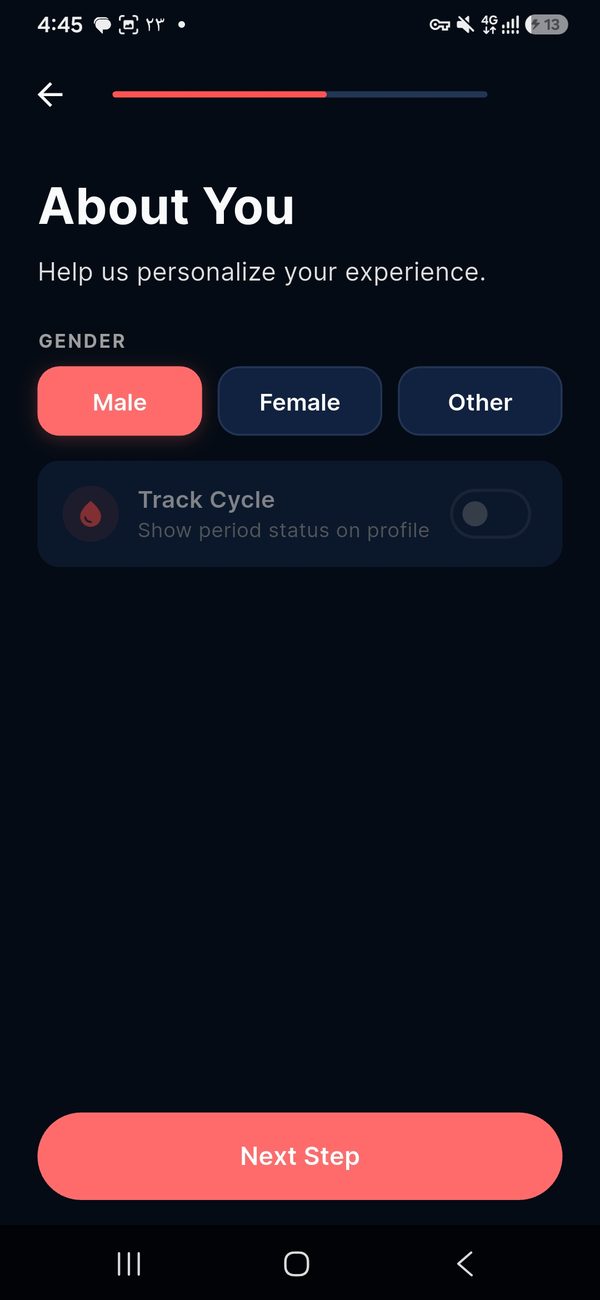 4:45 ٢٣ 4G 13
About You
Help us personalize your experience.
GENDER
Male Female Other
Track Cycle
Show period status on profile
Next Step